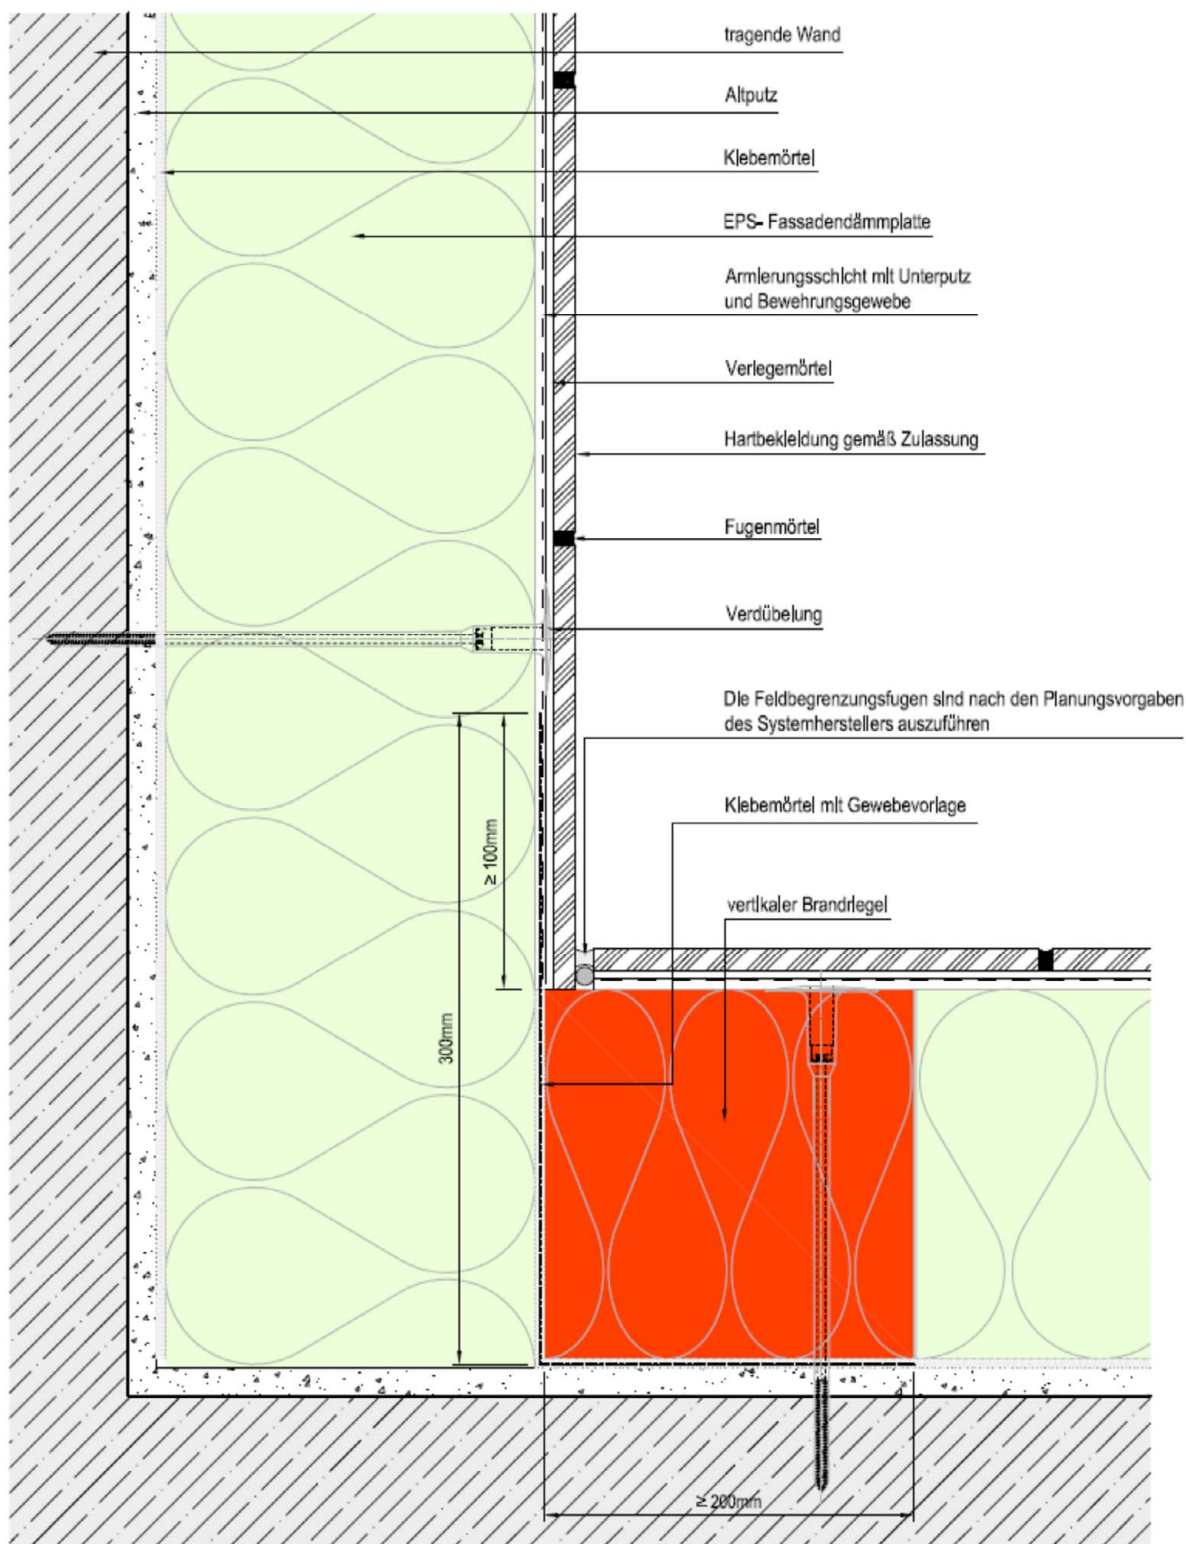 tragende Wand
Altputz
Klebemörtel
EPS- Fassadendämmplatte
Armierungsschicht mit Unterputz
und Bewehrungsgewebe
Verlegemörtel
Hartbekleidung gemäß Zulassung
Fugenmörtel
Verdübelung
Die Feldbegrenzungsfugen sind nach den Planungsvorgaben
des Systemherstellers auszuführen
Klebemörtel mit Gewebevorlage
≥ 100mm
vertikaler Brandriegel
300mm
≥ 200mm